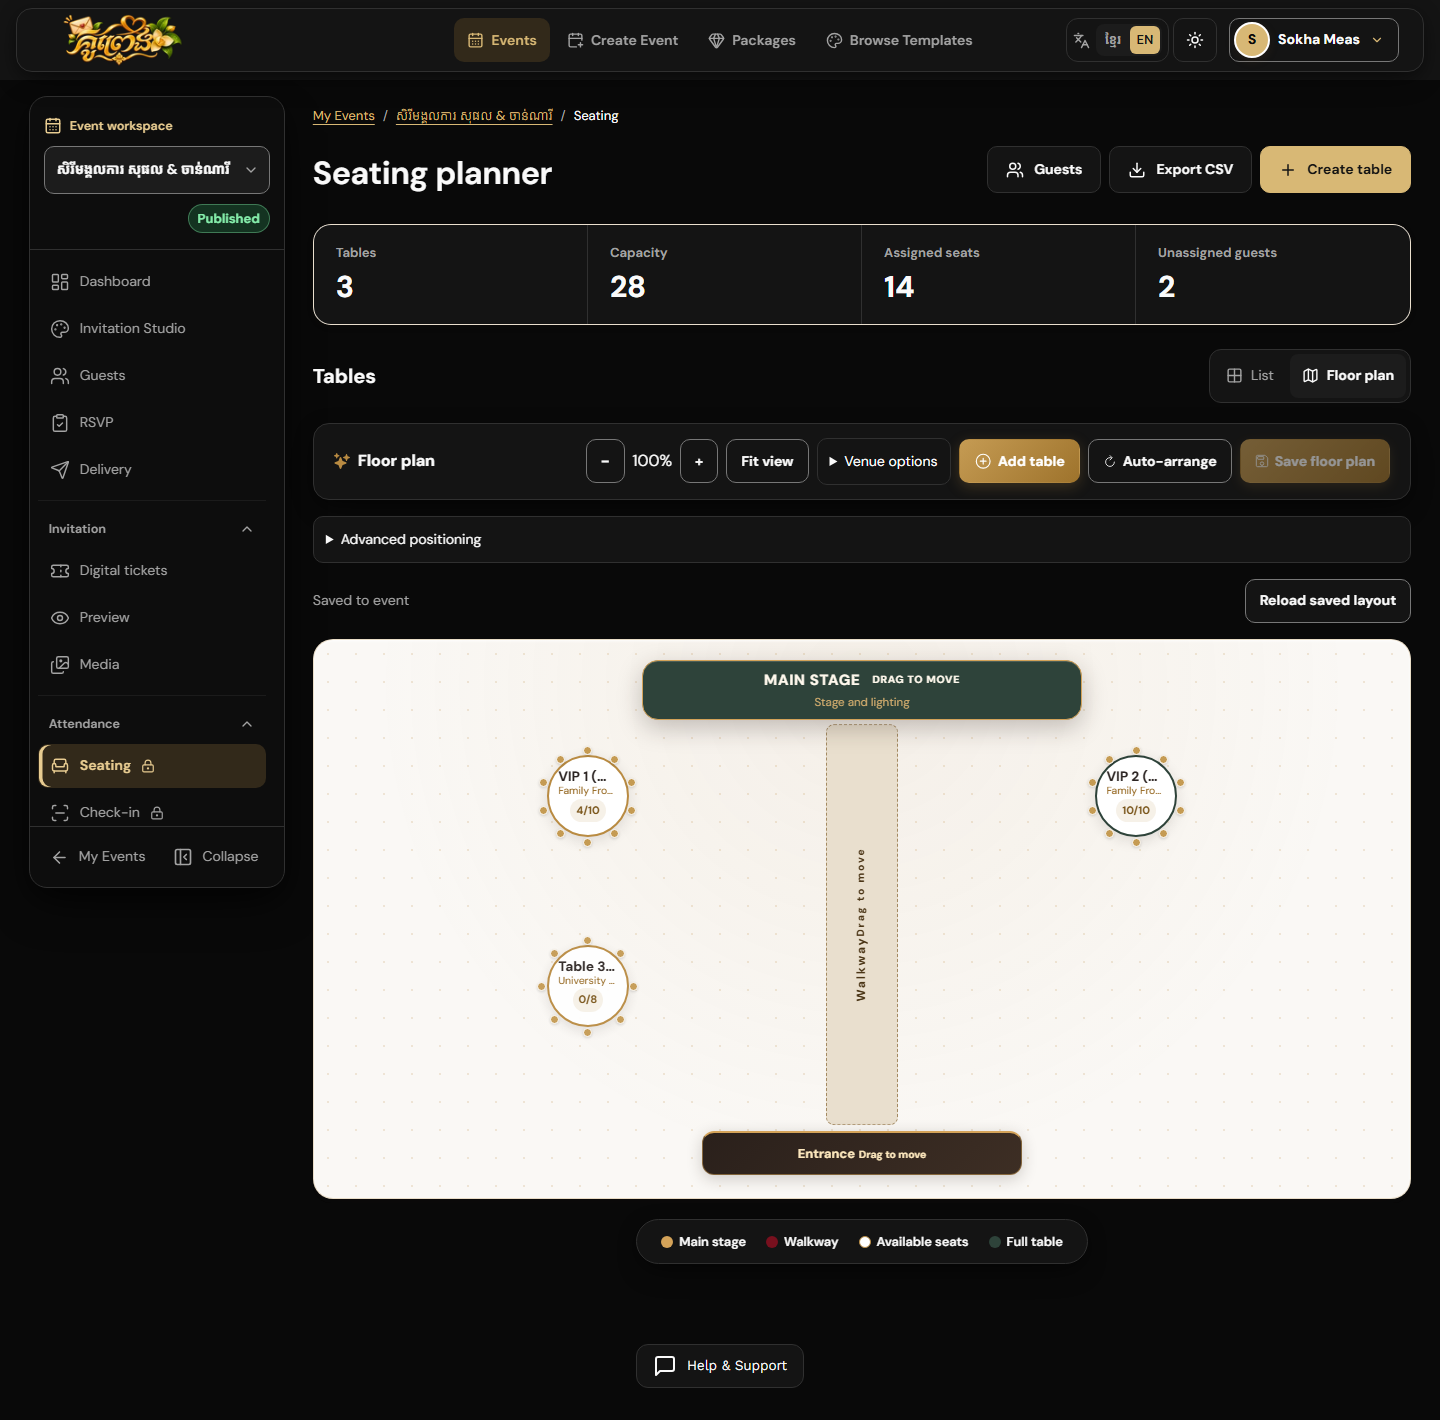 Events
Create Event
Packages
Browse Templates
ខ្មែរ
EN
S
Sokha Meas
Event workspace
សិរីមង្គលការ សុផល & ចាន់ណារី
Published
Dashboard
Invitation Studio
Guests
RSVP
Delivery
Invitation
Digital tickets
Preview
Media
Attendance
Seating
Check-in
My Events
Collapse
My Events / សិរីមង្គលការ សុផល & ចាន់ណារី / Seating
Seating planner
Guests
Export CSV
Create table
Tables
3
Capacity
28
Assigned seats
14
Unassigned guests
2
Tables
List
Floor plan
Floor plan
−
100%
+
Fit view
Venue options
Add table
Auto-arrange
Save floor plan
Advanced positioning
Saved to event
Reload saved layout
MAIN STAGE DRAG TO MOVE
Stage and lighting
VIP 1 (...
Family Fro...
4/10
VIP 2 (...
Family Fro...
10/10
WalkwayDrag to move
Table 3...
University ...
0/8
Entrance Drag to move
Main stage
Walkway
Available seats
Full table
Help & Support